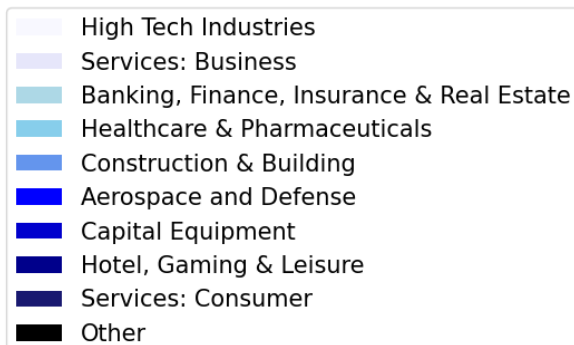 High Tech Industries
Services: Business
Banking, Finance, Insurance & Real Estate
Healthcare & Pharmaceuticals
Construction & Building
Aerospace and Defense
Capital Equipment
Hotel, Gaming & Leisure
Services: Consumer
Other